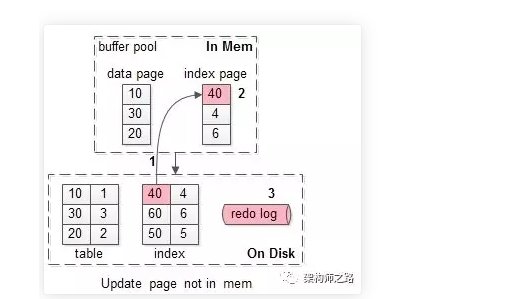 buffer pool In Mem
data page index page
10 40 2
30 4
20 6
1
10 1 40 4 3
30 3 60 6 redo log
20 2 50 5
table index On Disk
架构师之路
Update page not in mem